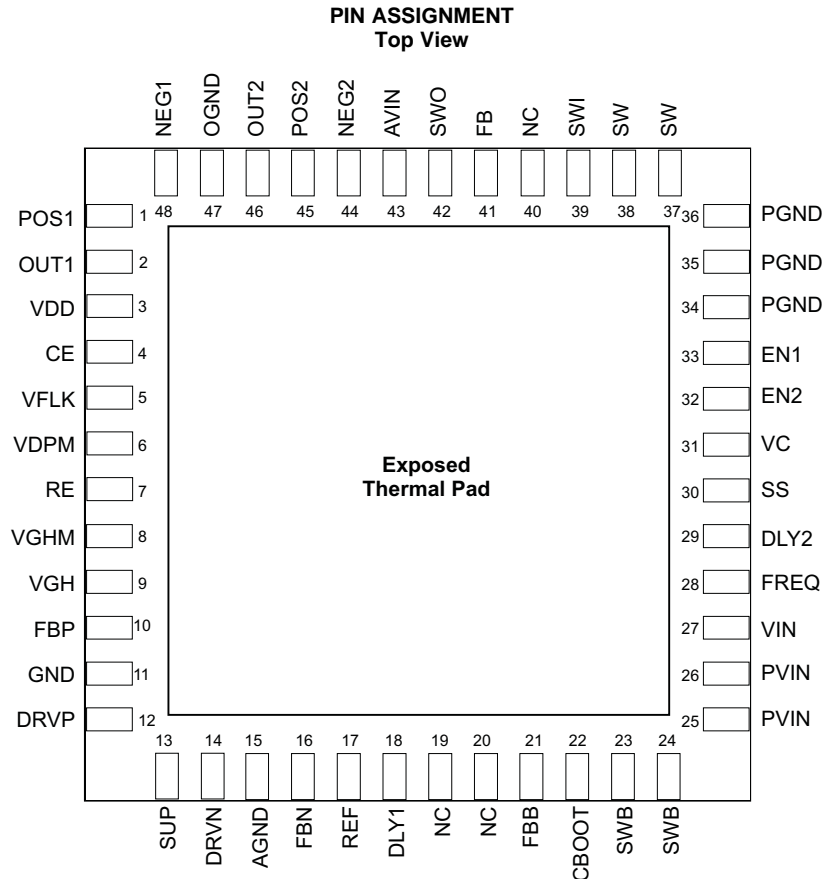 PIN ASSIGNMENT
Top View
NEG1 OGND OUT2 POS2 NEG2 AVIN SWO FB NC SWI SW SW
48 47 46 45 44 43 42 41 40 39 38 37
POS1 1 36 PGND
OUT1 2 35 PGND
VDD 3 34 PGND
CE 4 33 EN1
VFLK 5 32 EN2
VDPM 6 31 VC
Exposed
Thermal Pad
RE 7 30 SS
VGHM 8 29 DLY2
VGH 9 28 FREQ
FBP 10 27 VIN
GND 11 26 PVIN
DRVP 12 25 PVIN
13 14 15 16 17 18 19 20 21 22 23 24
SUP DRVN AGND FBN REF DLY1 NC NC FBB CBOOT SWB SWB